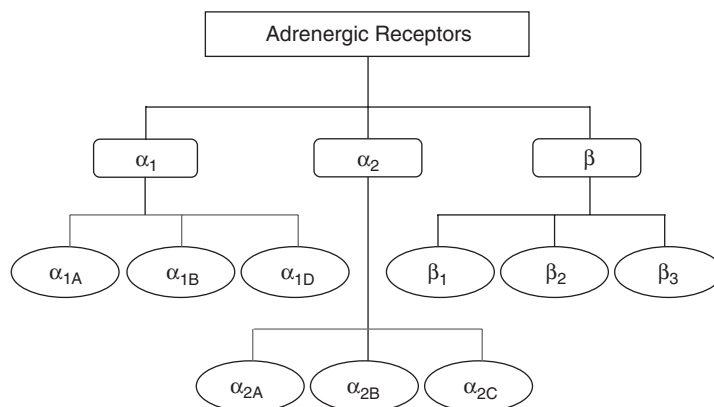 Adrenergic Receptors
α₁ α₂ β
α₁A α₁B α₁D β₁ β₂ β₃
α₂A α₂B α₂C